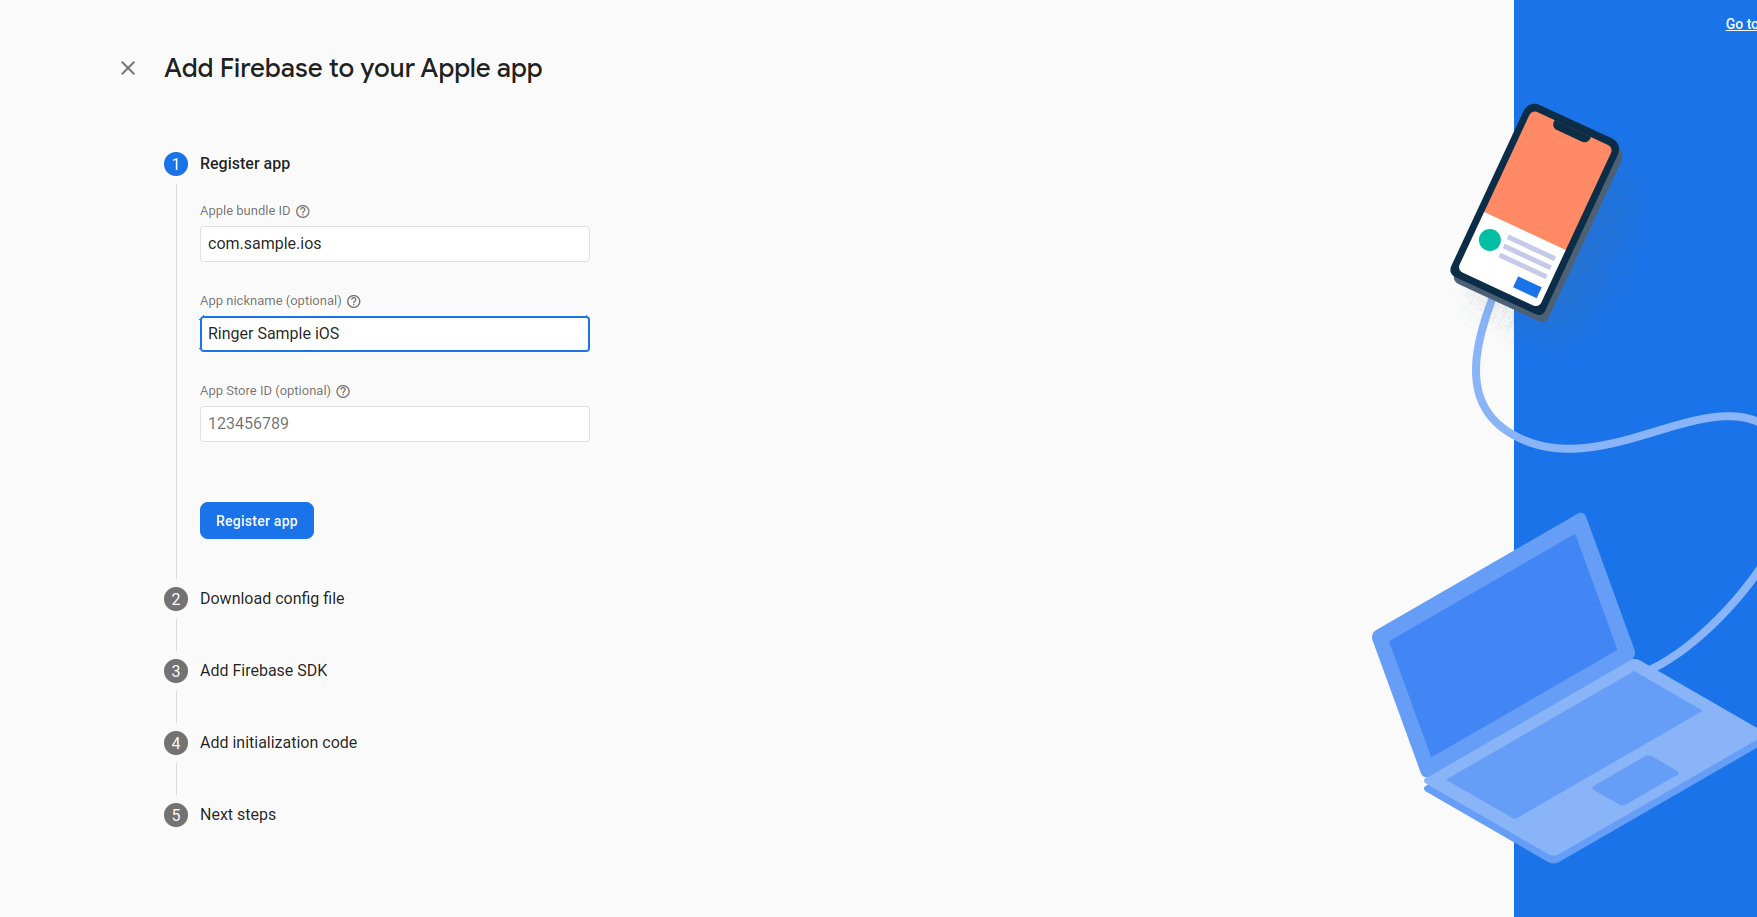 Go to
Add Firebase to your Apple app
1 Register app
Apple bundle ID
com.sample.ios
App nickname (optional)
Ringer Sample iOS
App Store ID (optional)
123456789
Register app
2 Download config file
3 Add Firebase SDK
4 Add initialization code
5 Next steps